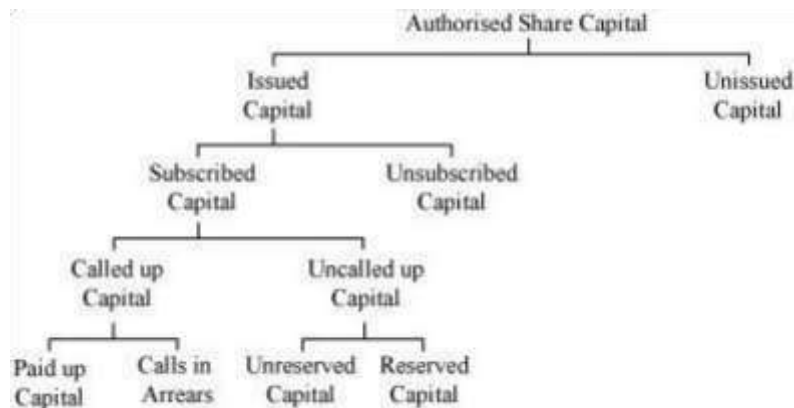 Authorised Share Capital
Issued
Capital
Unissued
Capital
Subscribed
Capital
Unsubscribed
Capital
Called up
Capital
Uncalled up
Capital
Paid up
Capital
Calls in
Arrears
Unreserved
Capital
Reserved
Capital